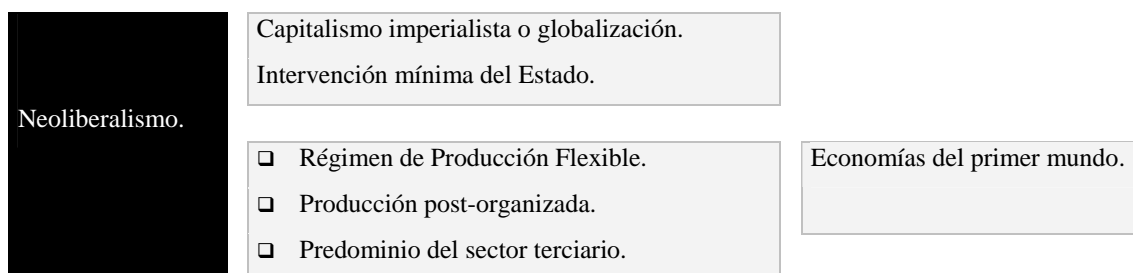 Capitalismo imperialista o globalización.
Intervención mínima del Estado.
Neoliberalismo.
❑ Régimen de Producción Flexible.
❑ Producción post-organizada.
❑ Predominio del sector terciario.
Economías del primer mundo.